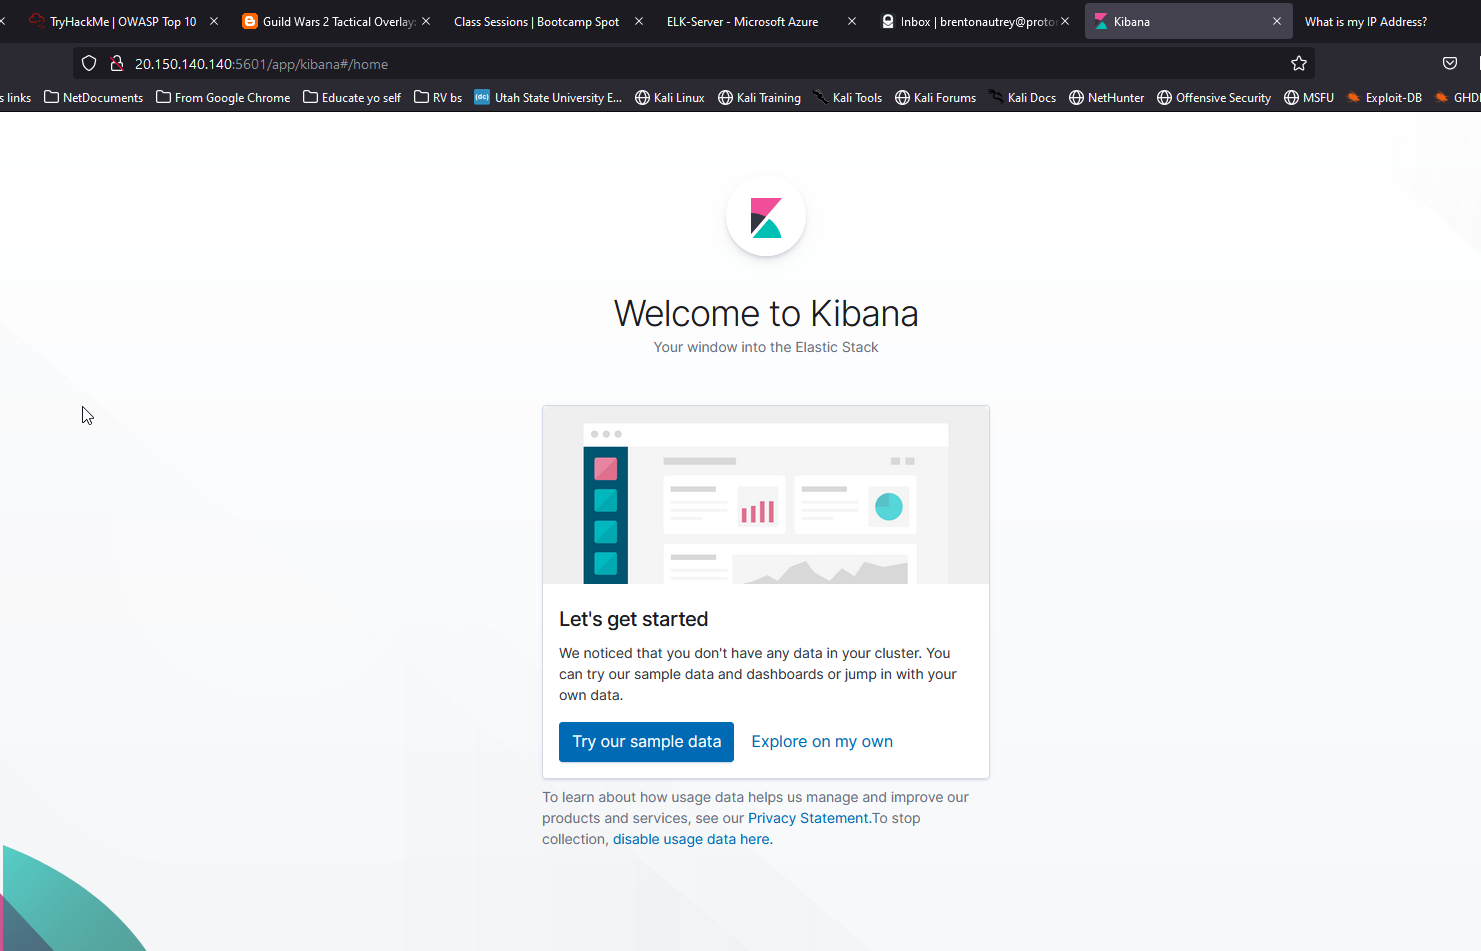 TryHackMe | OWASP Top 10
Guild Wars 2 Tactical Overlay:
Class Sessions | Bootcamp Spot
ELK-Server - Microsoft Azure
Inbox | brentonautrey@proto
Kibana
What is my IP Address?
20.150.140.140:5601/app/kibana#/home
s links
NetDocuments
From Google Chrome
Educate yo self
RV bs
{dc}
Utah State University E...
Kali Linux
Kali Training
Kali Tools
Kali Forums
Kali Docs
NetHunter
Offensive Security
MSFU
Exploit-DB
GHD
Welcome to Kibana
Your window into the Elastic Stack
Let's get started
We noticed that you don't have any data in your cluster. You
can try our sample data and dashboards or jump in with your
own data.
Try our sample data
Explore on my own
To learn about how usage data helps us manage and improve our
products and services, see our Privacy Statement.To stop
collection, disable usage data here.